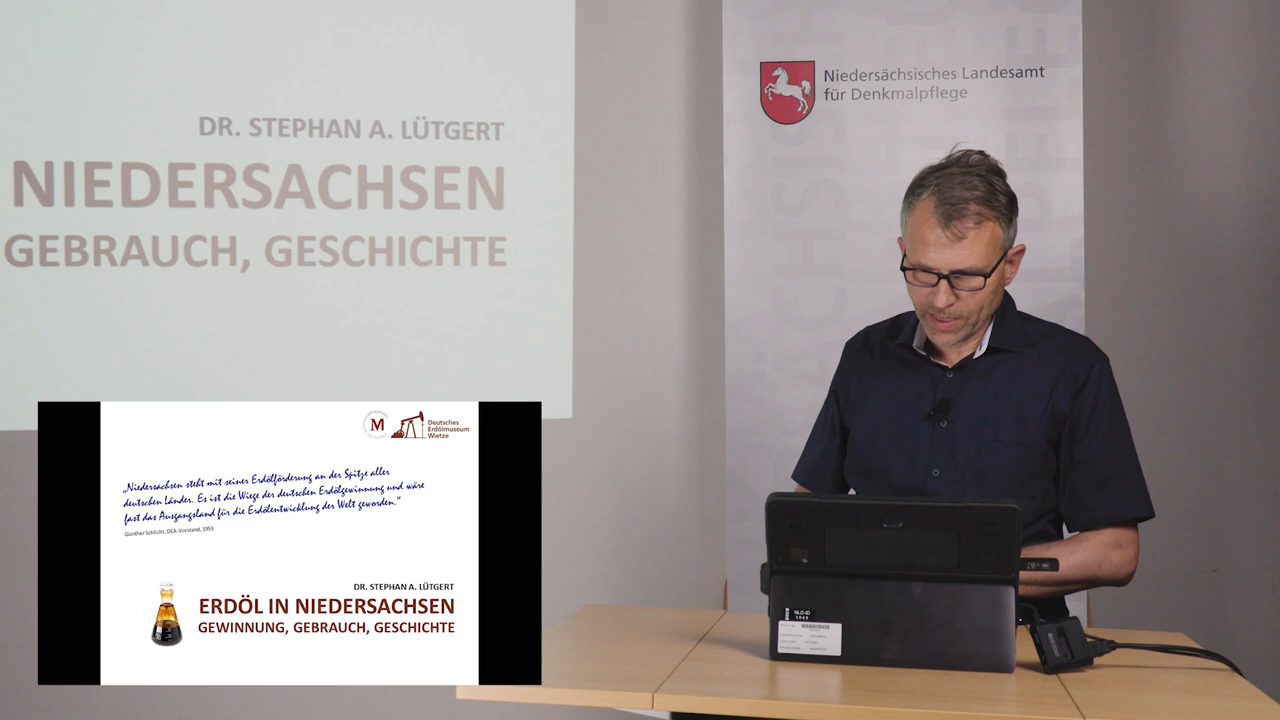 DR. STEPHAN A. LÜTGERT
NIEDERSACHSEN
GEBRAUCH, GESCHICHTE
Niedersächsisches Landesamt
für Denkmalpflege
M
Deutsches
Erdölmuseum
Wietze
„Niedersachsen steht mit seiner Erdölförderung an der Spitze aller
deutschen Länder. Es ist die Wiege der deutschen Erdölgewinnung und wäre
fast das Ausgangsland für die Erdölentwicklung der Welt geworden.“
Günther Schlicht, DEA-Vorstand, 1953
DR. STEPHAN A. LÜTGERT
ERDÖL IN NIEDERSACHSEN
GEWINNUNG, GEBRAUCH, GESCHICHTE
NLD-ID